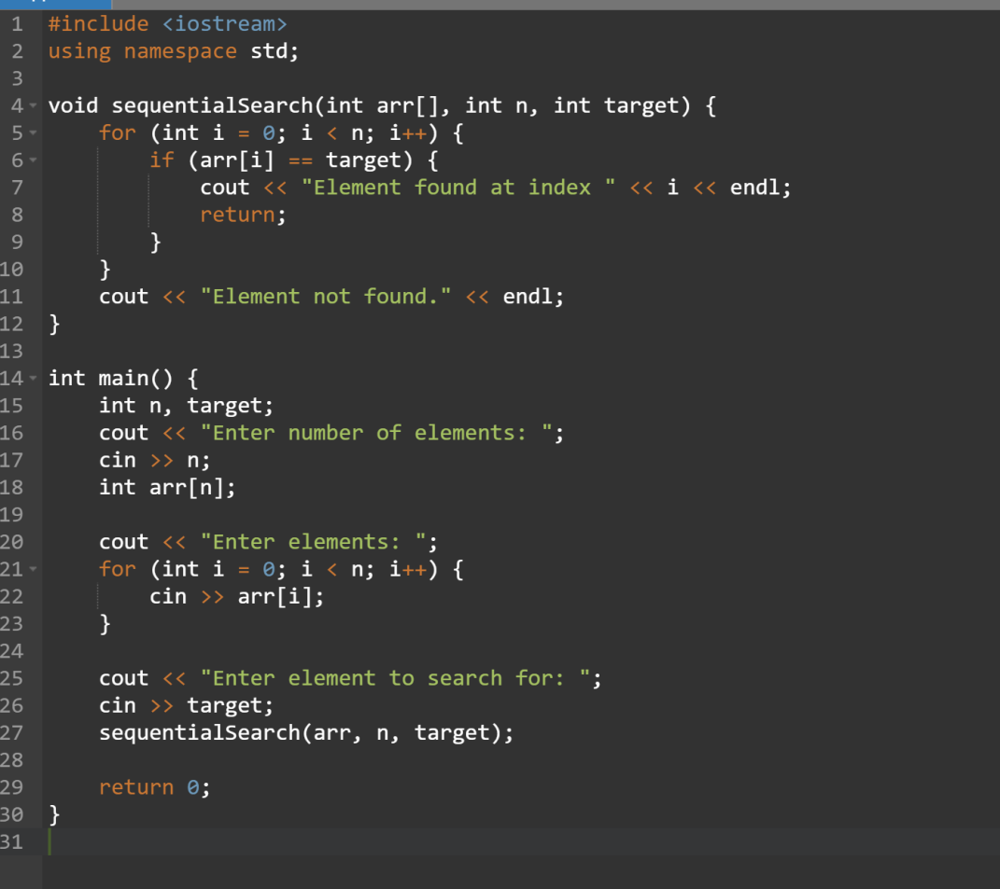 1 #include <iostream>
2 using namespace std;
3
4 void sequentialSearch(int arr[], int n, int target) {
5     for (int i = 0; i < n; i++) {
6         if (arr[i] == target) {
7             cout << "Element found at index " << i << endl;
8             return;
9         }
10     }
11     cout << "Element not found." << endl;
12 }
13
14 int main() {
15     int n, target;
16     cout << "Enter number of elements: ";
17     cin >> n;
18     int arr[n];
19
20     cout << "Enter elements: ";
21     for (int i = 0; i < n; i++) {
22         cin >> arr[i];
23     }
24
25     cout << "Enter element to search for: ";
26     cin >> target;
27     sequentialSearch(arr, n, target);
28
29     return 0;
30 }
31